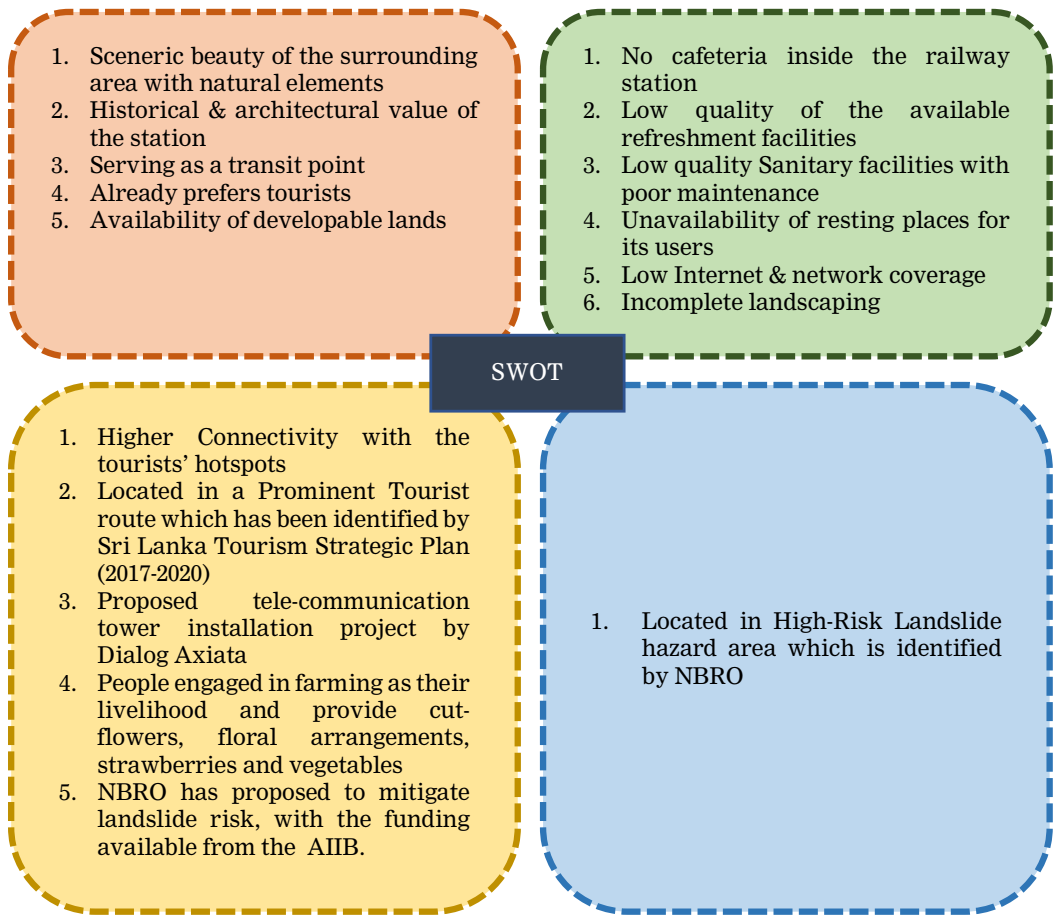 1. Sceneric beauty of the surrounding
area with natural elements
2. Historical & architectural value of
the station
3. Serving as a transit point
4. Already prefers tourists
5. Availability of developable lands
1. No cafeteria inside the railway
station
2. Low quality of the available
refreshment facilities
3. Low quality Sanitary facilities with
poor maintenance
4. Unavailability of resting places for
its users
5. Low Internet & network coverage
6. Incomplete landscaping
SWOT
1. Higher Connectivity with the
tourists’ hotspots
2. Located in a Prominent Tourist
route which has been identified by
Sri Lanka Tourism Strategic Plan
(2017-2020)
3. Proposed tele-communication
tower installation project by
Dialog Axiata
4. People engaged in farming as their
livelihood and provide cut-
flowers, floral arrangements,
strawberries and vegetables
5. NBRO has proposed to mitigate
landslide risk, with the funding
available from the AIIB.
1. Located in High-Risk Landslide
hazard area which is identified
by NBRO